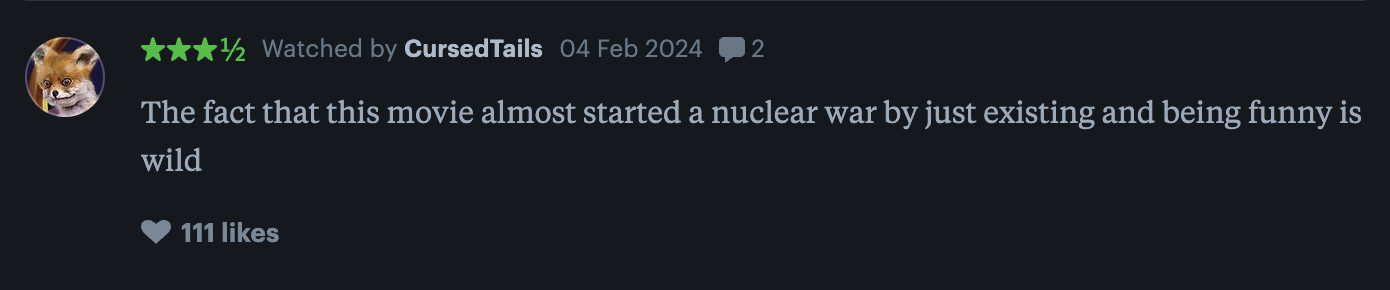 ★★★½ Watched by CursedTails 04 Feb 2024 2
The fact that this movie almost started a nuclear war by just existing and being funny is
wild
111 likes